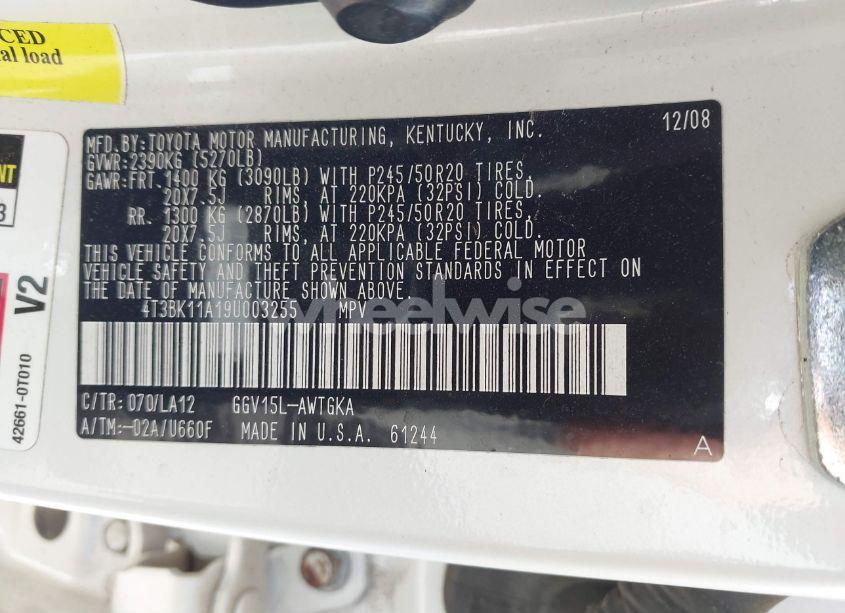 CED
al load
NT
3
V2
42661-0T010
MFD.BY:TOYOTA MOTOR MANUFACTURING, KENTUCKY, INC. 12/08
GVWR:2390KG (5270LB)
GAWR:FRT. 1400 KG (3090LB) WITH P245/50R20 TIRES,
20X7.5J RIMS, AT 220KPA (32PSI) COLD.
RR. 1300 KG (2870LB) WITH P245/50R20 TIRES,
20X7.5J RIMS, AT 220KPA (32PSI) COLD.
THIS VEHICLE CONFORMS TO ALL APPLICABLE FEDERAL MOTOR
VEHICLE SAFETY AND THEFT PREVENTION STANDARDS IN EFFECT ON
THE DATE OF MANUFACTURE SHOWN ABOVE.
4T3BK11A19U003255 MPV
wheelwise
C/TR: 070/LA12 GGV15L-AWTGKA
A/TM:-02A/U660F MADE IN U.S.A. 61244 A